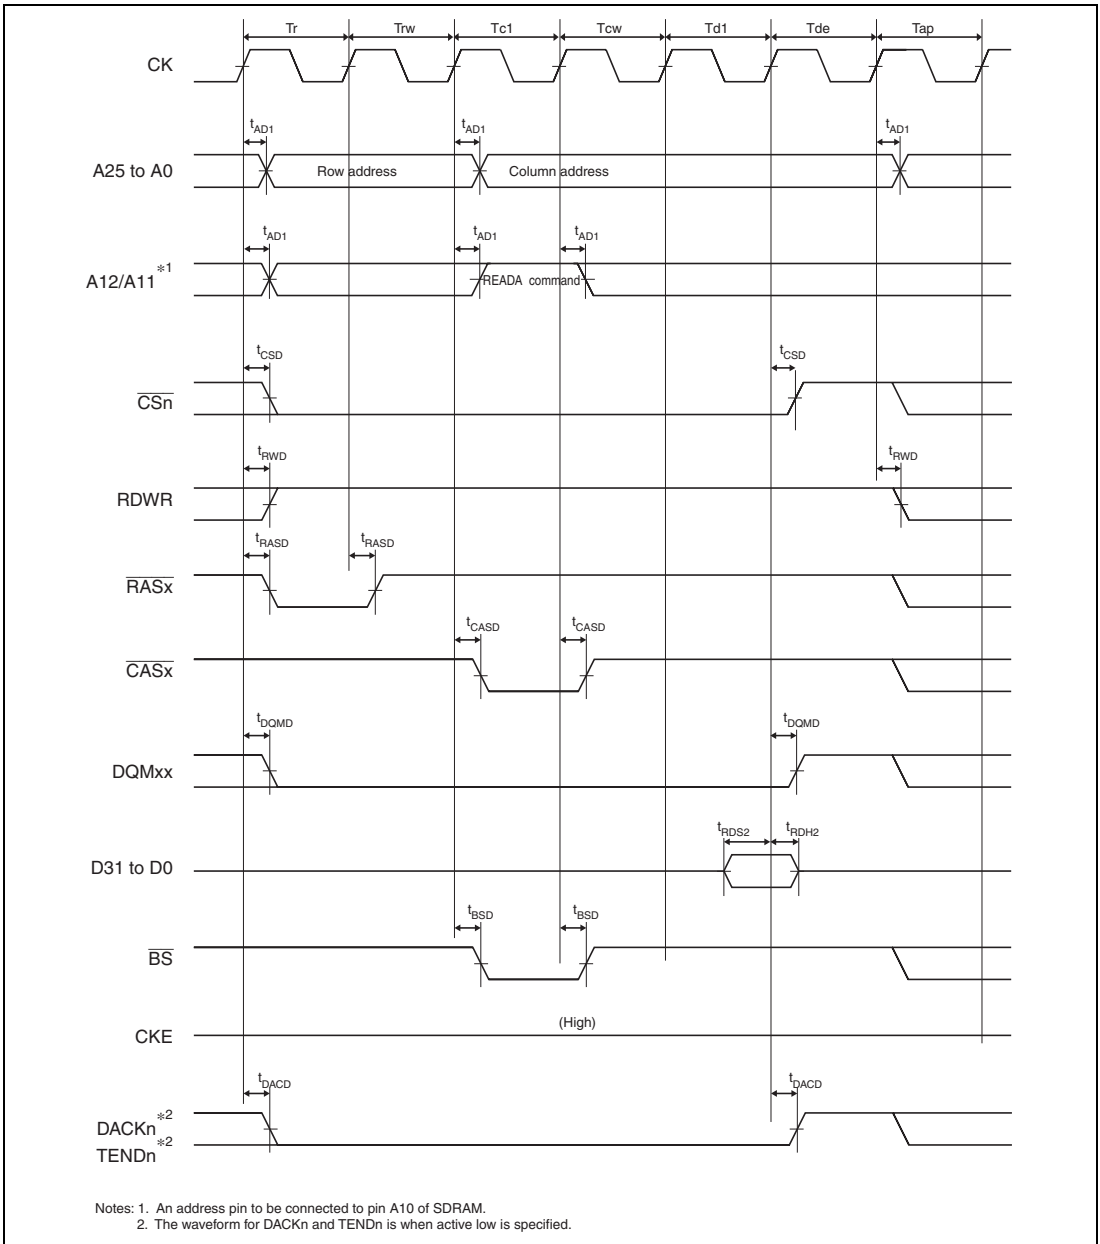 Tr Trw Tc1 Tcw Td1 Tde Tap
CK
tAD1 tAD1 tAD1
A25 to A0 Row address Column address
tAD1 tAD1 tAD1
A12/A11*1 READA command
tCSD tCSD
CSn
tRWD tRWD
RDWR
tRASD tRASD
RASx
tCASD tCASD
CASx
tDQMD tDQMD
DQMxx
tRDS2 tRDH2
D31 to D0
tBSD tBSD
BS
(High)
CKE
tDACD tDACD
DACKn*2
TENDn*2
Notes: 1. An address pin to be connected to pin A10 of SDRAM.
2. The waveform for DACKn and TENDn is when active low is specified.